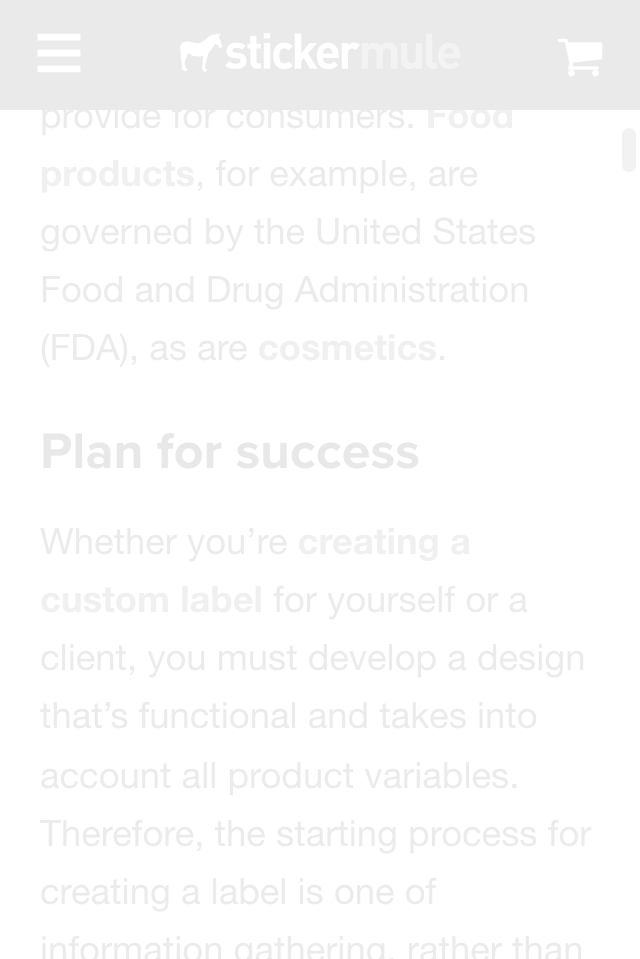 stickermule
provide for consumers. Food
products, for example, are
governed by the United States
Food and Drug Administration
(FDA), as are cosmetics.
Plan for success
Whether you’re creating a
custom label for yourself or a
client, you must develop a design
that’s functional and takes into
account all product variables.
Therefore, the starting process for
creating a label is one of
information gathering, rather than